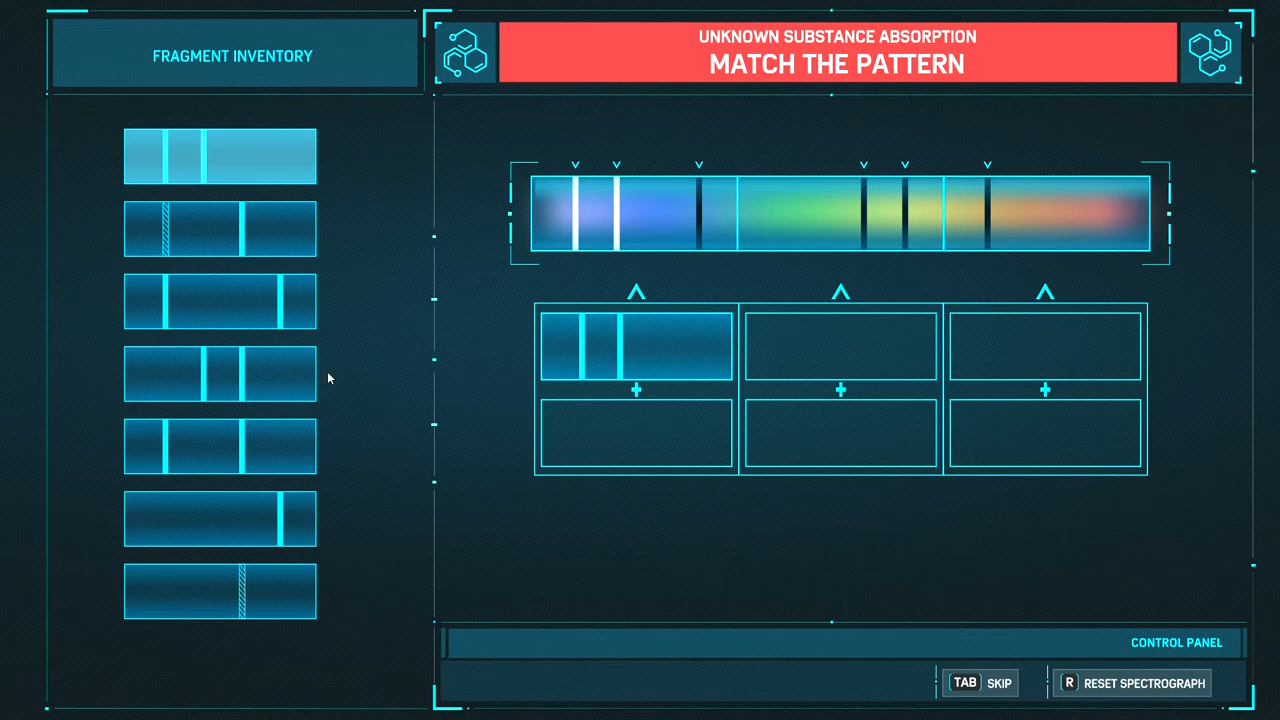 FRAGMENT INVENTORY
UNKNOWN SUBSTANCE ABSORPTION
MATCH THE PATTERN
CONTROL PANEL
TAB SKIP
R RESET SPECTROGRAPH